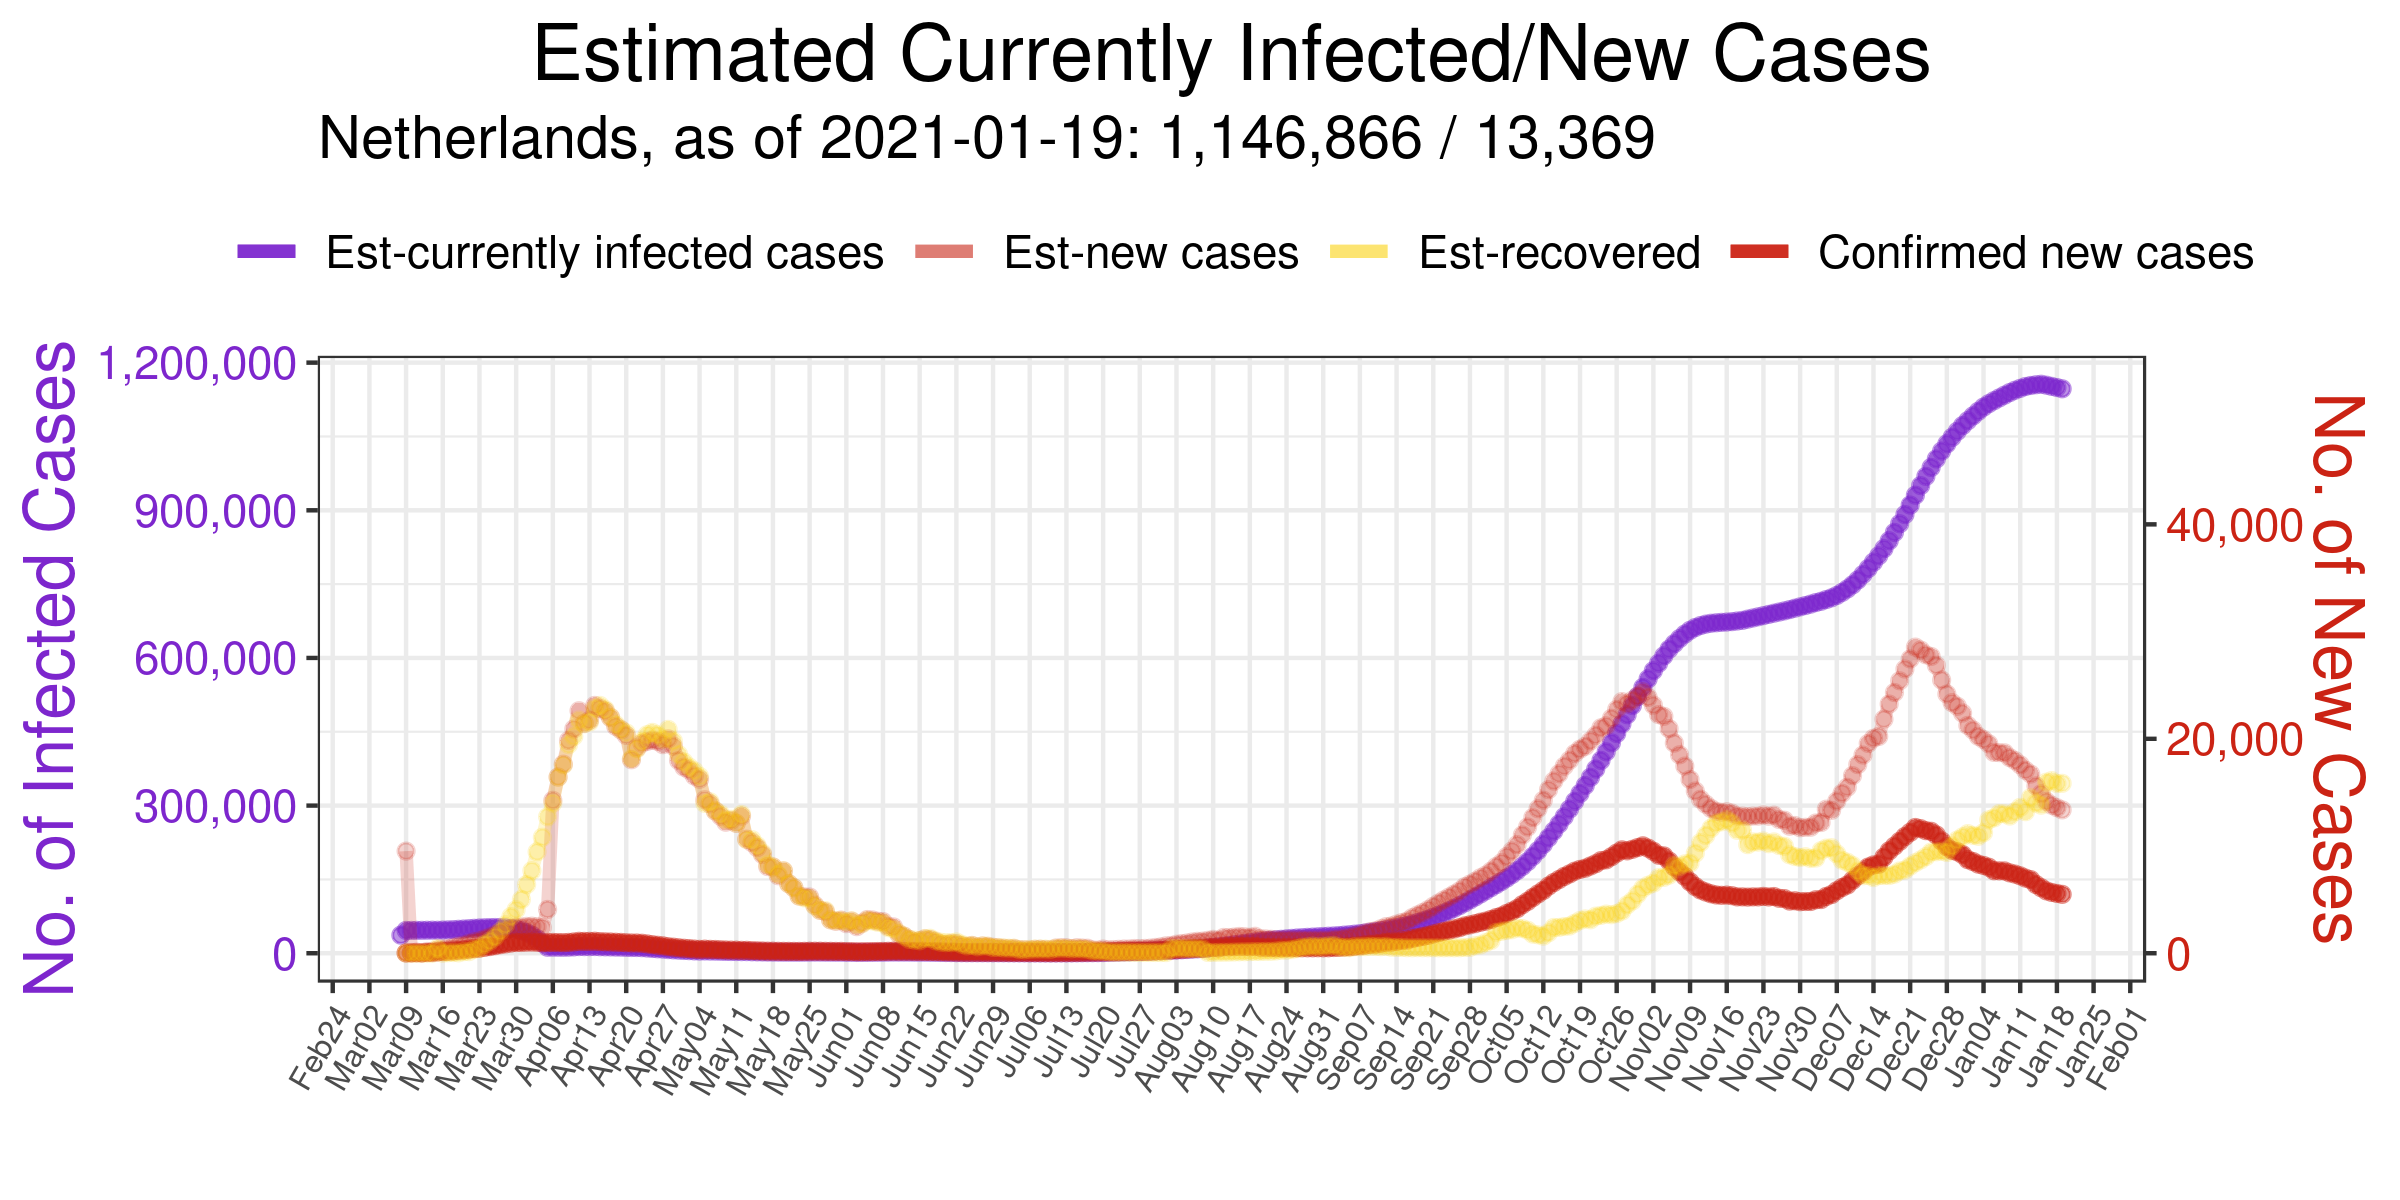 Estimated Currently Infected/New Cases
Netherlands, as of 2021-01-19: 1,146,866 / 13,369
Est-currently infected cases Est-new cases Est-recovered Confirmed new cases
No. of Infected Cases
1,200,000
900,000
600,000
300,000
0
40,000
20,000
0
No. of New Cases
Feb24 Mar02 Mar09 Mar16 Mar23 Mar30 Apr06 Apr13 Apr20 Apr27 May04 May11 May18 May25 Jun01 Jun08 Jun15 Jun22 Jun29 Jul06 Jul13 Jul20 Jul27 Aug03 Aug10 Aug17 Aug24 Aug31 Sep07 Sep14 Sep21 Sep28 Oct05 Oct12 Oct19 Oct26 Nov02 Nov09 Nov16 Nov23 Nov30 Dec07 Dec14 Dec21 Dec28 Jan04 Jan11 Jan18 Jan25 Feb01